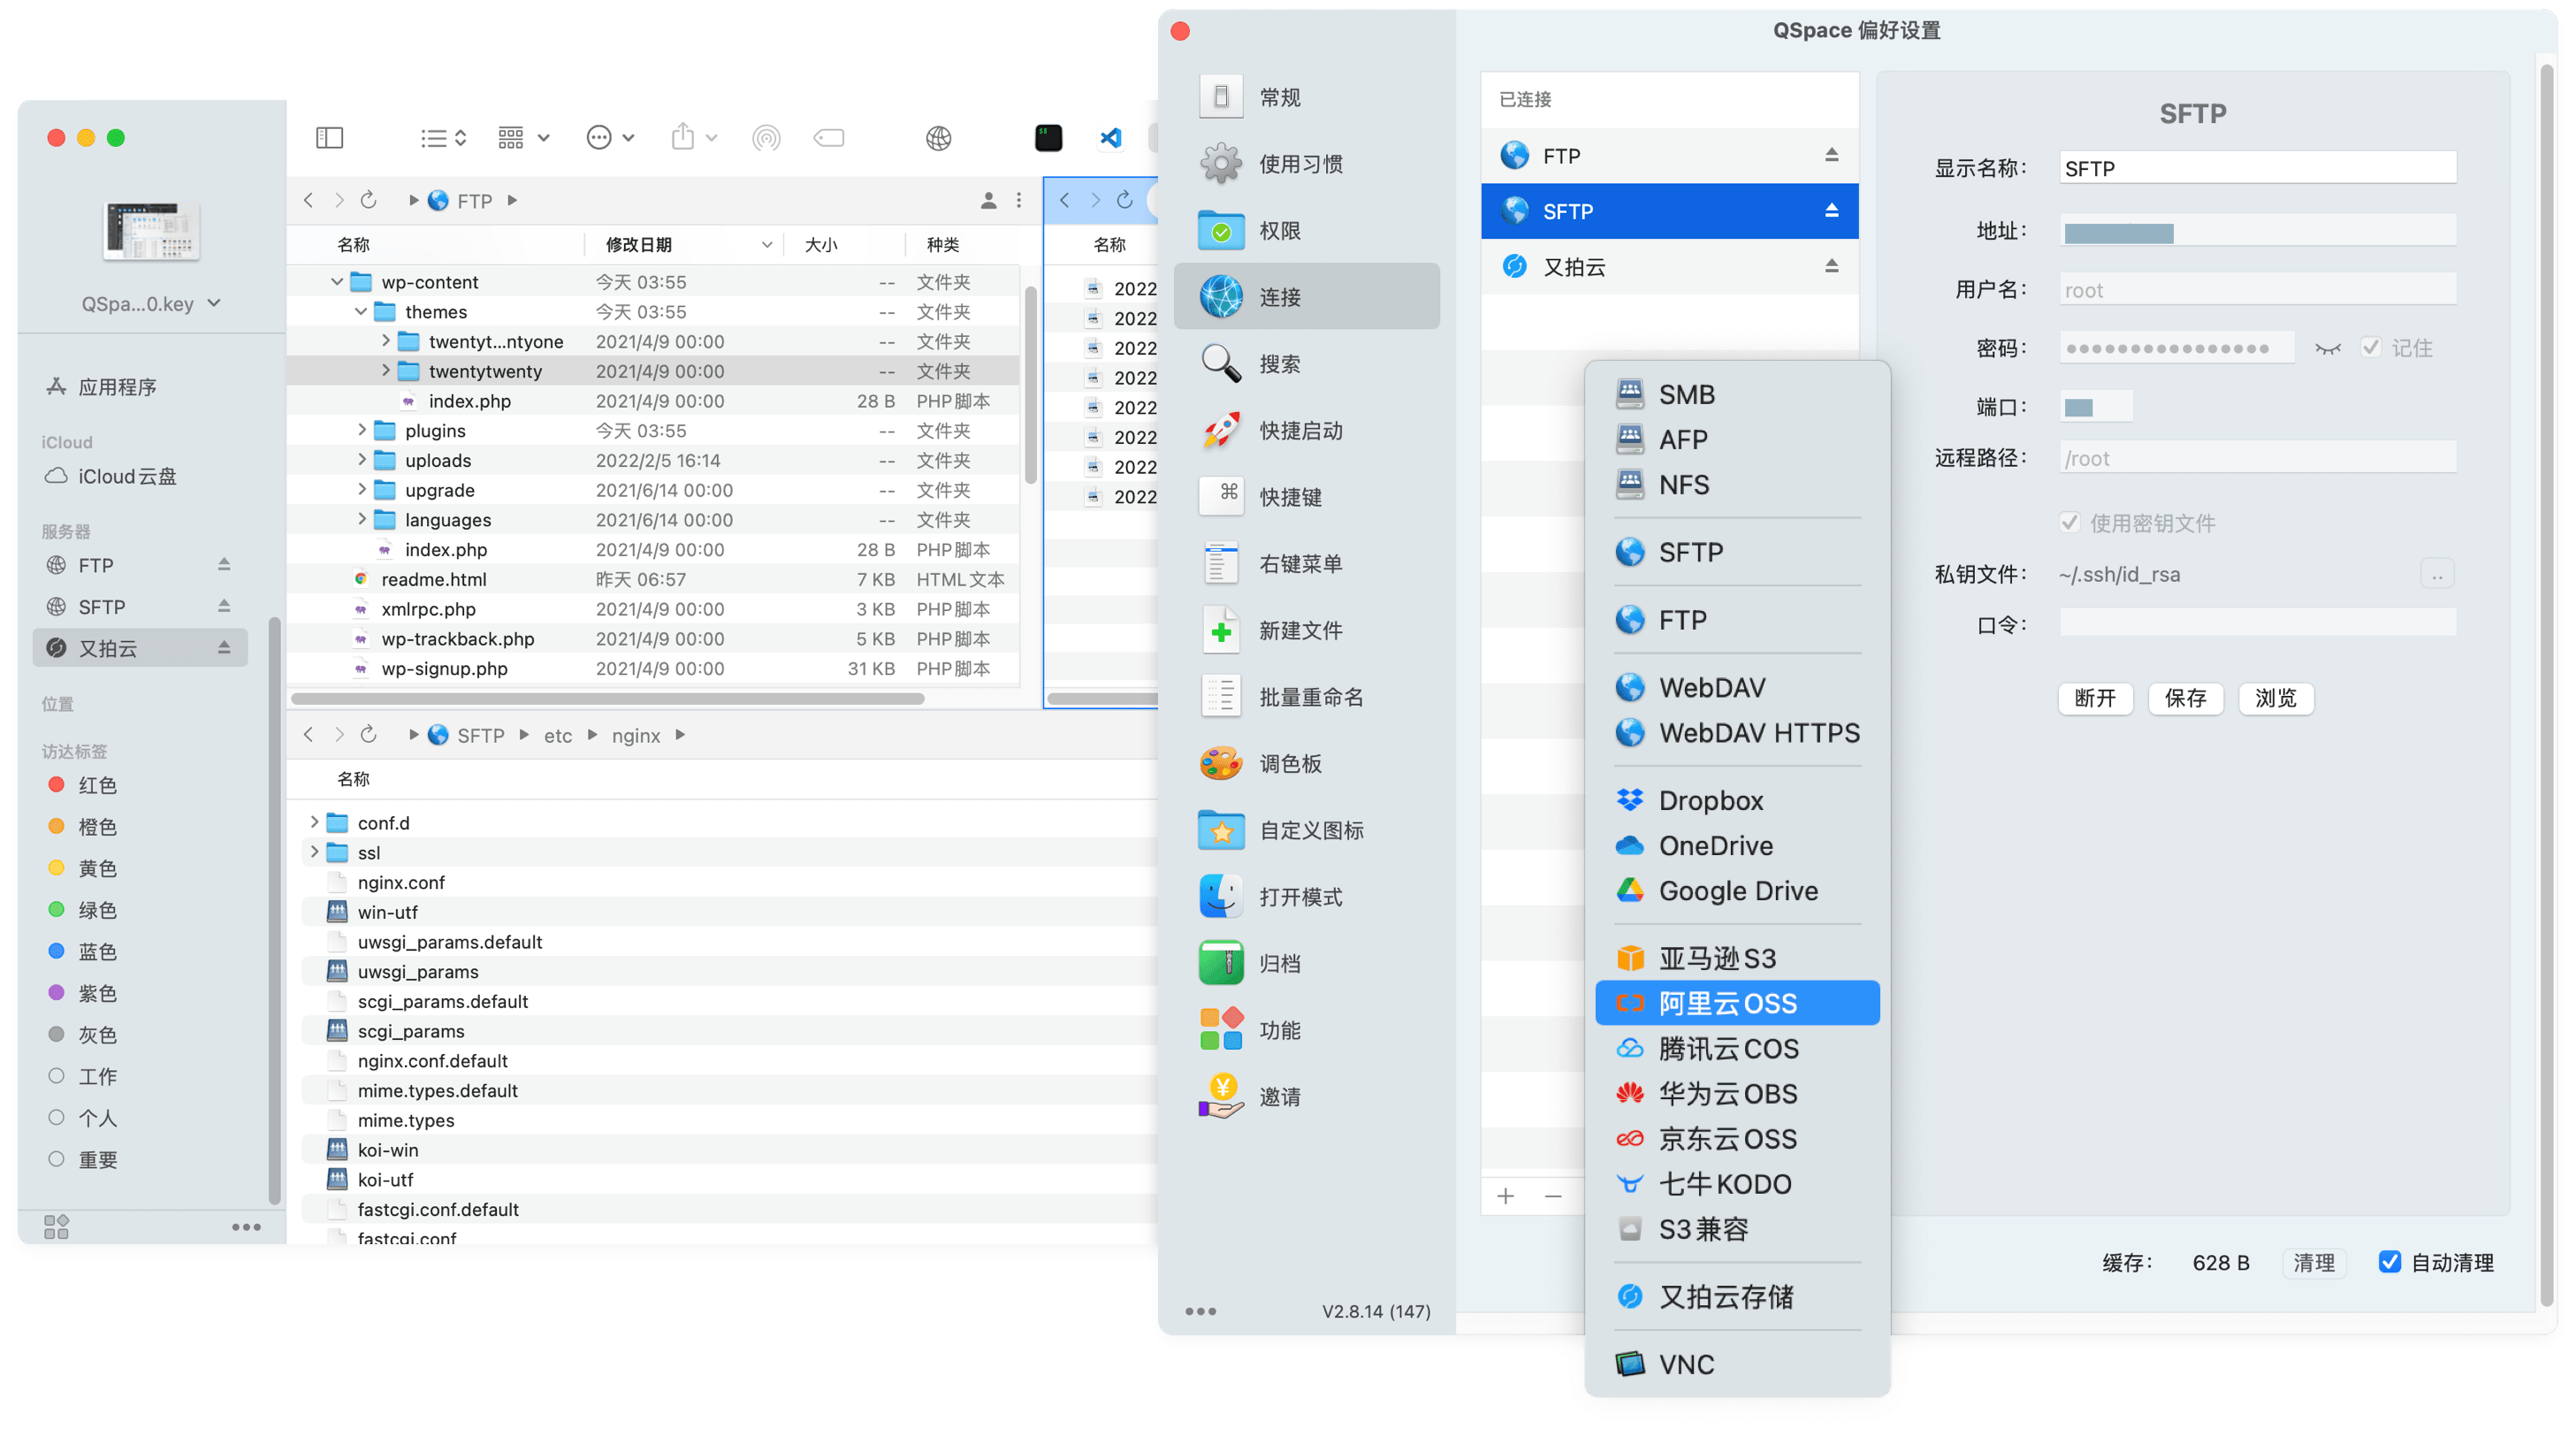 QSpa...0.key
应用程序
iCloud
iCloud云盘
服务器
FTP
SFTP
又拍云
位置
访达标签
红色
橙色
黄色
绿色
蓝色
紫色
灰色
工作
个人
重要
FTP
名称 修改日期 大小 种类
wp-content 今天 03:55 -- 文件夹
themes 今天 03:55 -- 文件夹
twentyt...ntyone 2021/4/9 00:00 -- 文件夹
twentytwenty 2021/4/9 00:00 -- 文件夹
index.php 2021/4/9 00:00 28 B PHP脚本
plugins 今天 03:55 -- 文件夹
uploads 2022/2/5 16:14 -- 文件夹
upgrade 2021/6/14 00:00 -- 文件夹
languages 2021/6/14 00:00 -- 文件夹
index.php 2021/4/9 00:00 28 B PHP脚本
readme.html 昨天 06:57 7 KB HTML文本
xmlrpc.php 2021/4/9 00:00 3 KB PHP脚本
wp-trackback.php 2021/4/9 00:00 5 KB PHP脚本
wp-signup.php 2021/4/9 00:00 31 KB PHP脚本
名称
2022
2022
2022
2022
2022
2022
2022
2022
SFTP etc nginx
名称
conf.d
ssl
nginx.conf
win-utf
uwsgi_params.default
uwsgi_params
scgi_params.default
scgi_params
nginx.conf.default
mime.types.default
mime.types
koi-win
koi-utf
fastcgi.conf.default
fastcgi.conf
QSpace 偏好设置
常规
使用习惯
权限
连接
搜索
快捷启动
⌘
快捷键
右键菜单
新建文件
批量重命名
调色板
自定义图标
打开模式
归档
功能
¥
邀请
V2.8.14 (147)
已连接
FTP
SFTP
又拍云
SMB
AFP
NFS
SFTP
FTP
WebDAV
WebDAV HTTPS
Dropbox
OneDrive
Google Drive
亚马逊S3
阿里云OSS
腾讯云COS
华为云OBS
京东云OSS
七牛KODO
S3兼容
又拍云存储
VNC
SFTP
显示名称: SFTP
地址:
用户名: root
密码: ●●●●●●●●●●●●●●●● 记住
端口:
远程路径: /root
使用密钥文件
私钥文件: ~/.ssh/id_rsa ..
口令:
断开 保存 浏览
缓存: 628 B 清理 自动清理